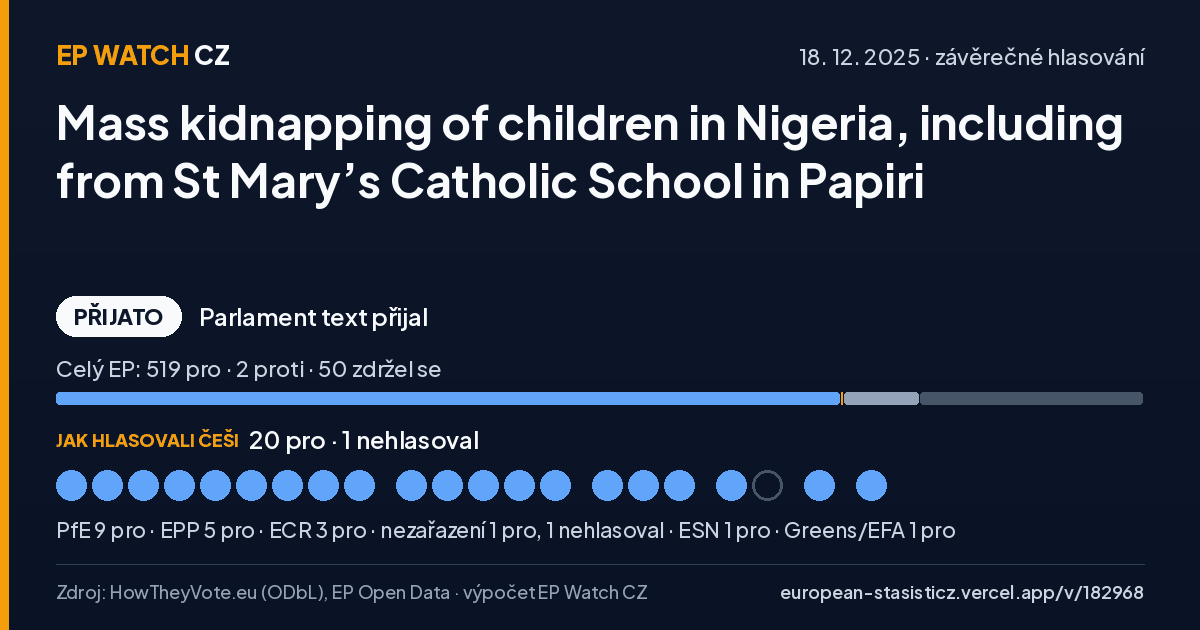 EP WATCH CZ
18. 12. 2025 · závěrečné hlasování
Mass kidnapping of children in Nigeria, including
from St Mary’s Catholic School in Papiri
PŘIJATO Parlament text přijal
Celý EP: 519 pro · 2 proti · 50 zdržel se
JAK HLASOVALI ČEŠI 20 pro · 1 nehlasoval
PfE 9 pro · EPP 5 pro · ECR 3 pro · nezařazení 1 pro, 1 nehlasoval · ESN 1 pro · Greens/EFA 1 pro
Zdroj: HowTheyVote.eu (ODbL), EP Open Data · výpočet EP Watch CZ
european-stasisticz.vercel.app/v/182968